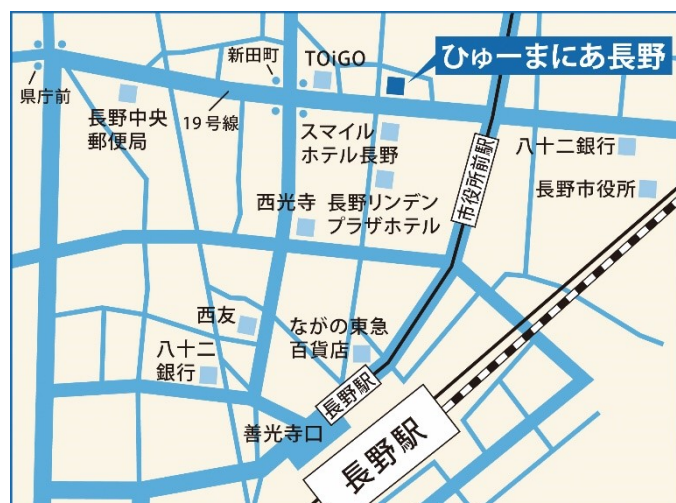 新田町
TOiGO
ひゅーまにあ長野
県庁前
長野中央
郵便局
19号線
スマイル
ホテル長野
八十二銀行
長野市役所
市役所前駅
西光寺
長野リンデン
プラザホテル
西友
ながの東急
百貨店
八十二
銀行
長野駅
善光寺口
長野駅